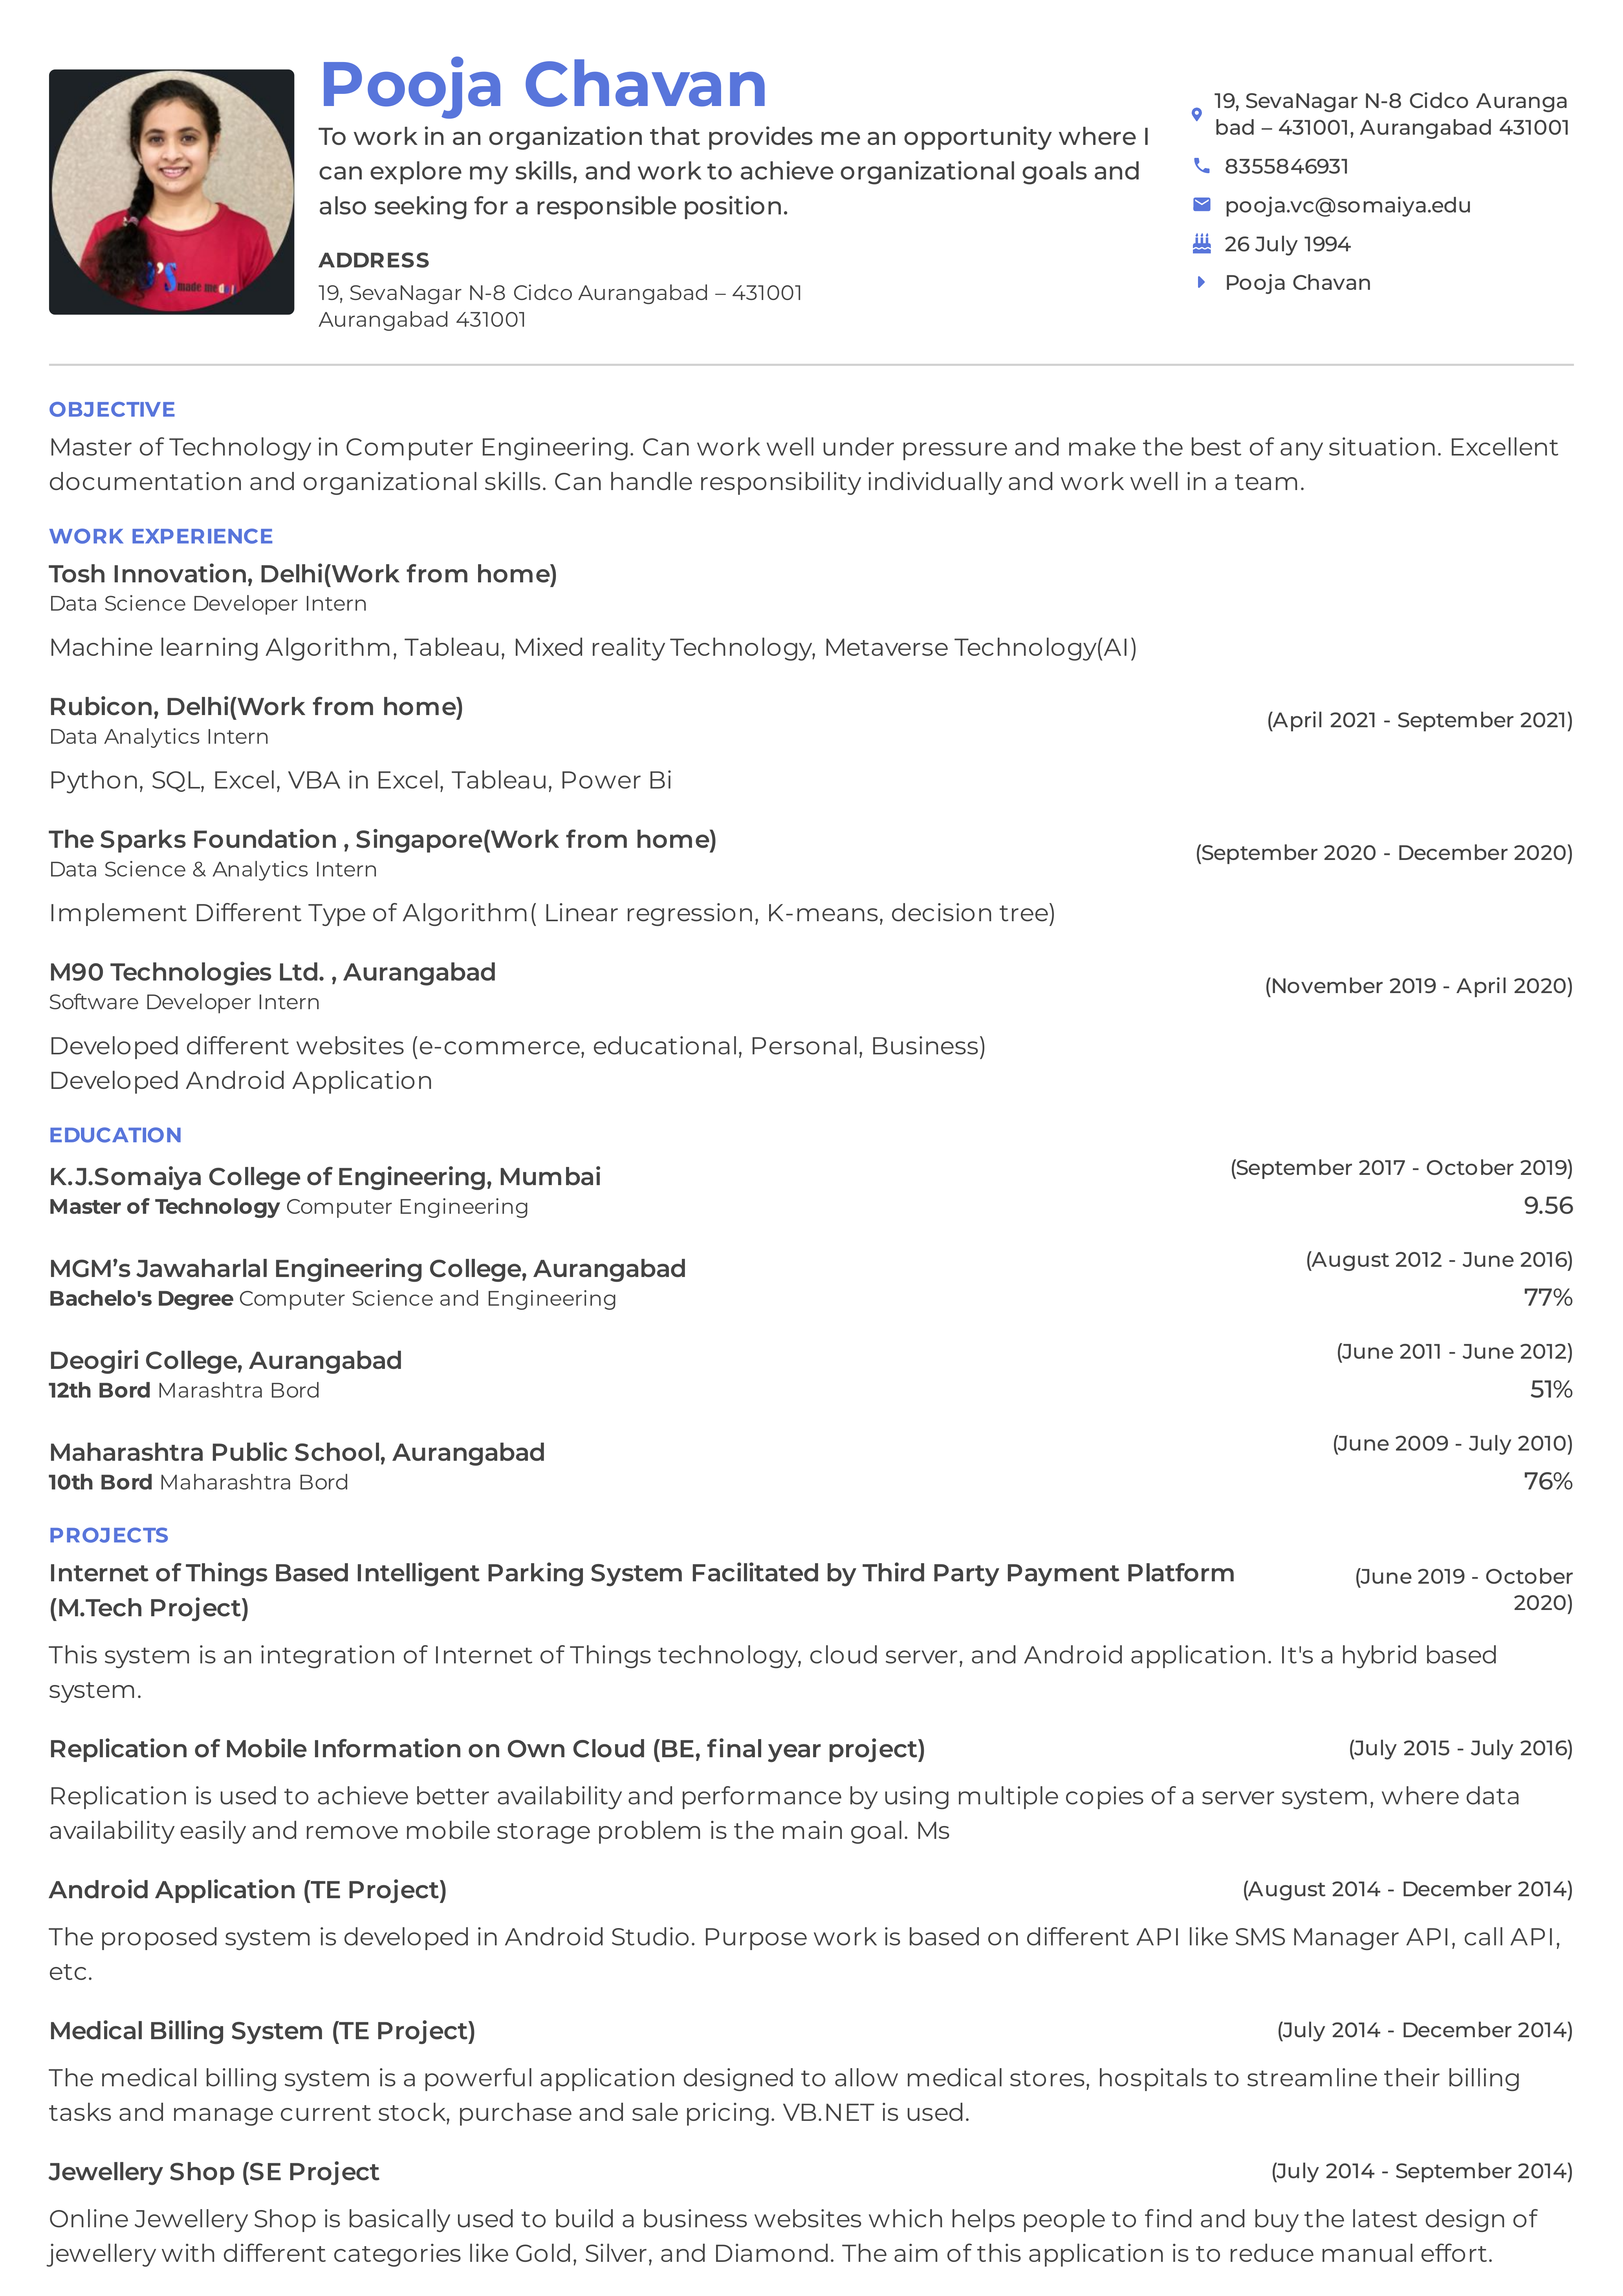 Pooja Chavan
To work in an organization that provides me an opportunity where I
can explore my skills, and work to achieve organizational goals and
also seeking for a responsible position.
ADDRESS
19, SevaNagar N-8 Cidco Aurangabad – 431001
Aurangabad 431001
19, SevaNagar N-8 Cidco Auranga
bad – 431001, Aurangabad 431001
8355846931
pooja.vc@somaiya.edu
26 July 1994
Pooja Chavan
made me do
OBJECTIVE
Master of Technology in Computer Engineering. Can work well under pressure and make the best of any situation. Excellent
documentation and organizational skills. Can handle responsibility individually and work well in a team.
WORK EXPERIENCE
Tosh Innovation, Delhi(Work from home)
Data Science Developer Intern
Machine learning Algorithm, Tableau, Mixed reality Technology, Metaverse Technology(AI)
Rubicon, Delhi(Work from home)
(April 2021 - September 2021)
Data Analytics Intern
Python, SQL, Excel, VBA in Excel, Tableau, Power Bi
The Sparks Foundation , Singapore(Work from home)
(September 2020 - December 2020)
Data Science & Analytics Intern
Implement Different Type of Algorithm( Linear regression, K-means, decision tree)
M90 Technologies Ltd. , Aurangabad
(November 2019 - April 2020)
Software Developer Intern
Developed different websites (e-commerce, educational, Personal, Business)
Developed Android Application
EDUCATION
K.J.Somaiya College of Engineering, Mumbai
(September 2017 - October 2019)
Master of Technology Computer Engineering
9.56
MGM’s Jawaharlal Engineering College, Aurangabad
(August 2012 - June 2016)
Bachelo's Degree Computer Science and Engineering
77%
Deogiri College, Aurangabad
(June 2011 - June 2012)
12th Bord Marashtra Bord
51%
Maharashtra Public School, Aurangabad
(June 2009 - July 2010)
10th Bord Maharashtra Bord
76%
PROJECTS
Internet of Things Based Intelligent Parking System Facilitated by Third Party Payment Platform
(M.Tech Project)
(June 2019 - October
2020)
This system is an integration of Internet of Things technology, cloud server, and Android application. It's a hybrid based
system.
Replication of Mobile Information on Own Cloud (BE, final year project)
(July 2015 - July 2016)
Replication is used to achieve better availability and performance by using multiple copies of a server system, where data
availability easily and remove mobile storage problem is the main goal. Ms
Android Application (TE Project)
(August 2014 - December 2014)
The proposed system is developed in Android Studio. Purpose work is based on different API like SMS Manager API, call API,
etc.
Medical Billing System (TE Project)
(July 2014 - December 2014)
The medical billing system is a powerful application designed to allow medical stores, hospitals to streamline their billing
tasks and manage current stock, purchase and sale pricing. VB.NET is used.
Jewellery Shop (SE Project
(July 2014 - September 2014)
Online Jewellery Shop is basically used to build a business websites which helps people to find and buy the latest design of
jewellery with different categories like Gold, Silver, and Diamond. The aim of this application is to reduce manual effort.